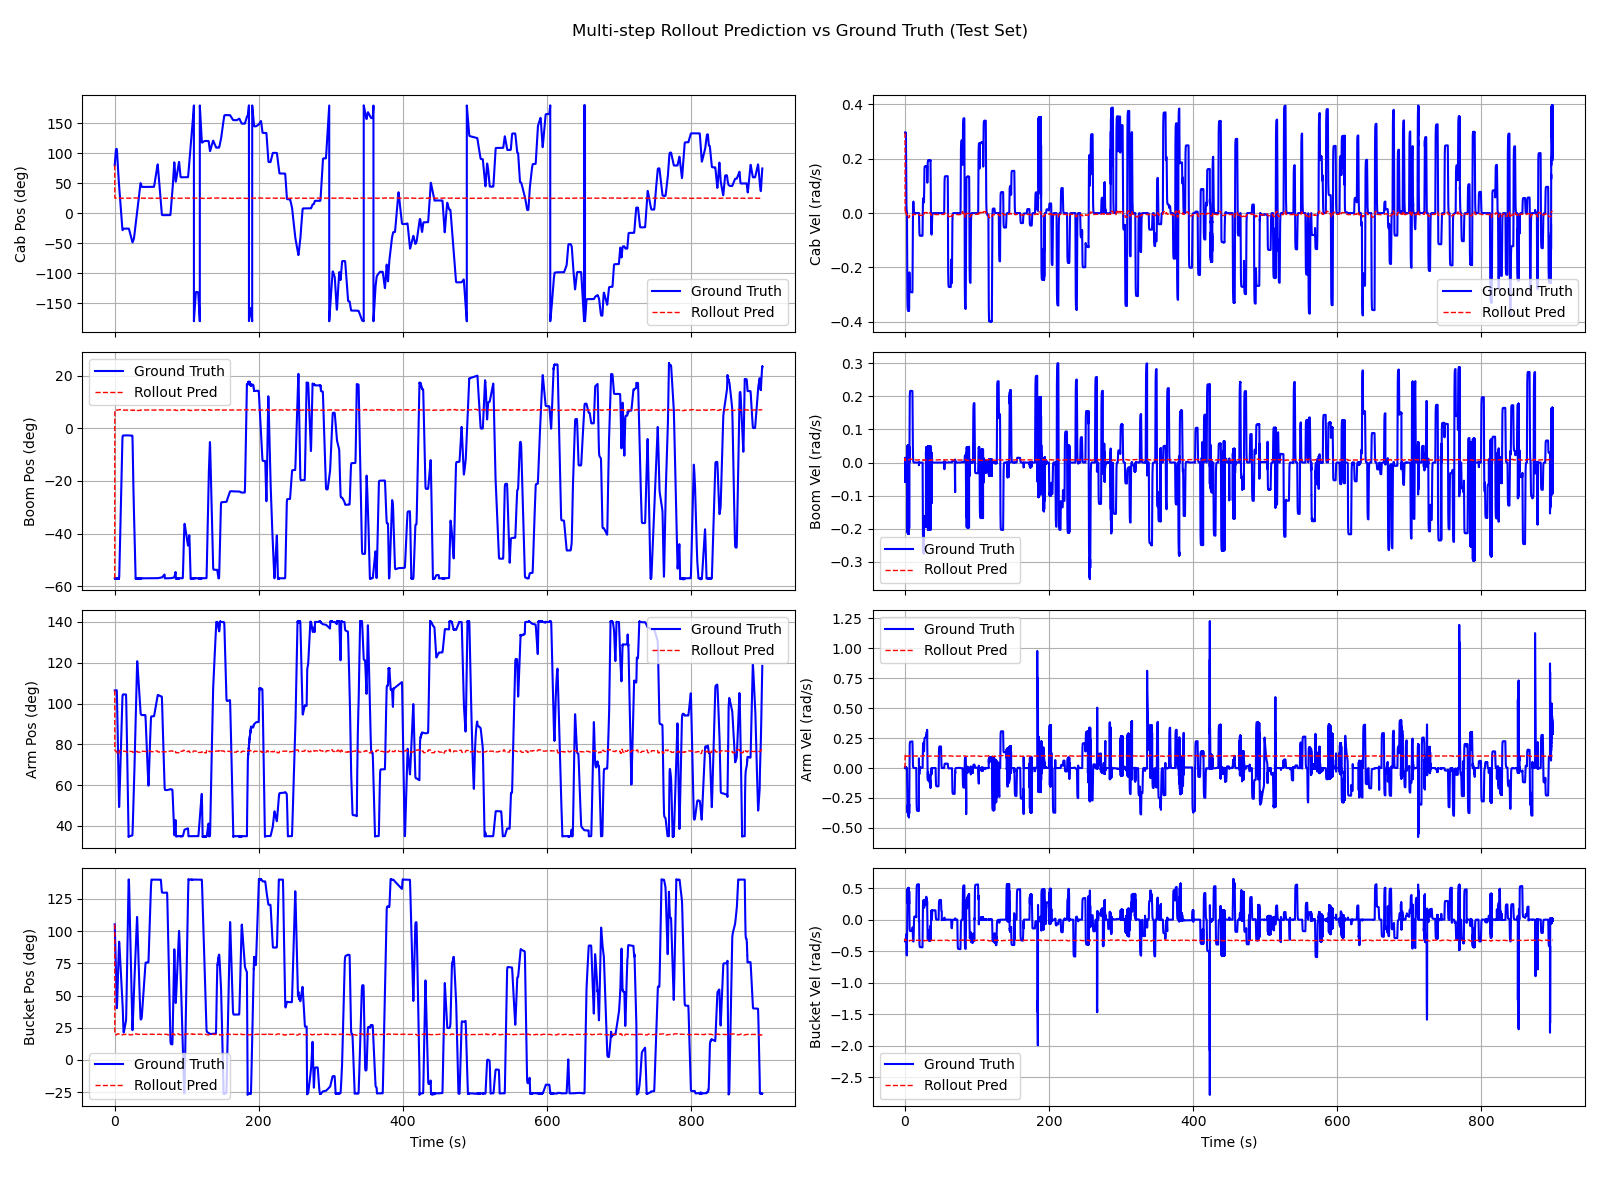 Multi-step Rollout Prediction vs Ground Truth (Test Set)
Cab Pos (deg)
150
100
50
0
−50
−100
−150
Ground Truth
Rollout Pred
Cab Vel (rad/s)
0.4
0.2
0.0
−0.2
−0.4
Ground Truth
Rollout Pred
Boom Pos (deg)
20
0
−20
−40
−60
Ground Truth
Rollout Pred
Boom Vel (rad/s)
0.3
0.2
0.1
0.0
−0.1
−0.2
−0.3
Ground Truth
Rollout Pred
Arm Pos (deg)
140
120
100
80
60
40
Ground Truth
Rollout Pred
Arm Vel (rad/s)
1.25
1.00
0.75
0.50
0.25
0.00
−0.25
−0.50
Ground Truth
Rollout Pred
Bucket Pos (deg)
125
100
75
50
25
0
−25
Ground Truth
Rollout Pred
0 200 400 600 800
Time (s)
Bucket Vel (rad/s)
0.5
0.0
−0.5
−1.0
−1.5
−2.0
−2.5
Ground Truth
Rollout Pred
0 200 400 600 800
Time (s)